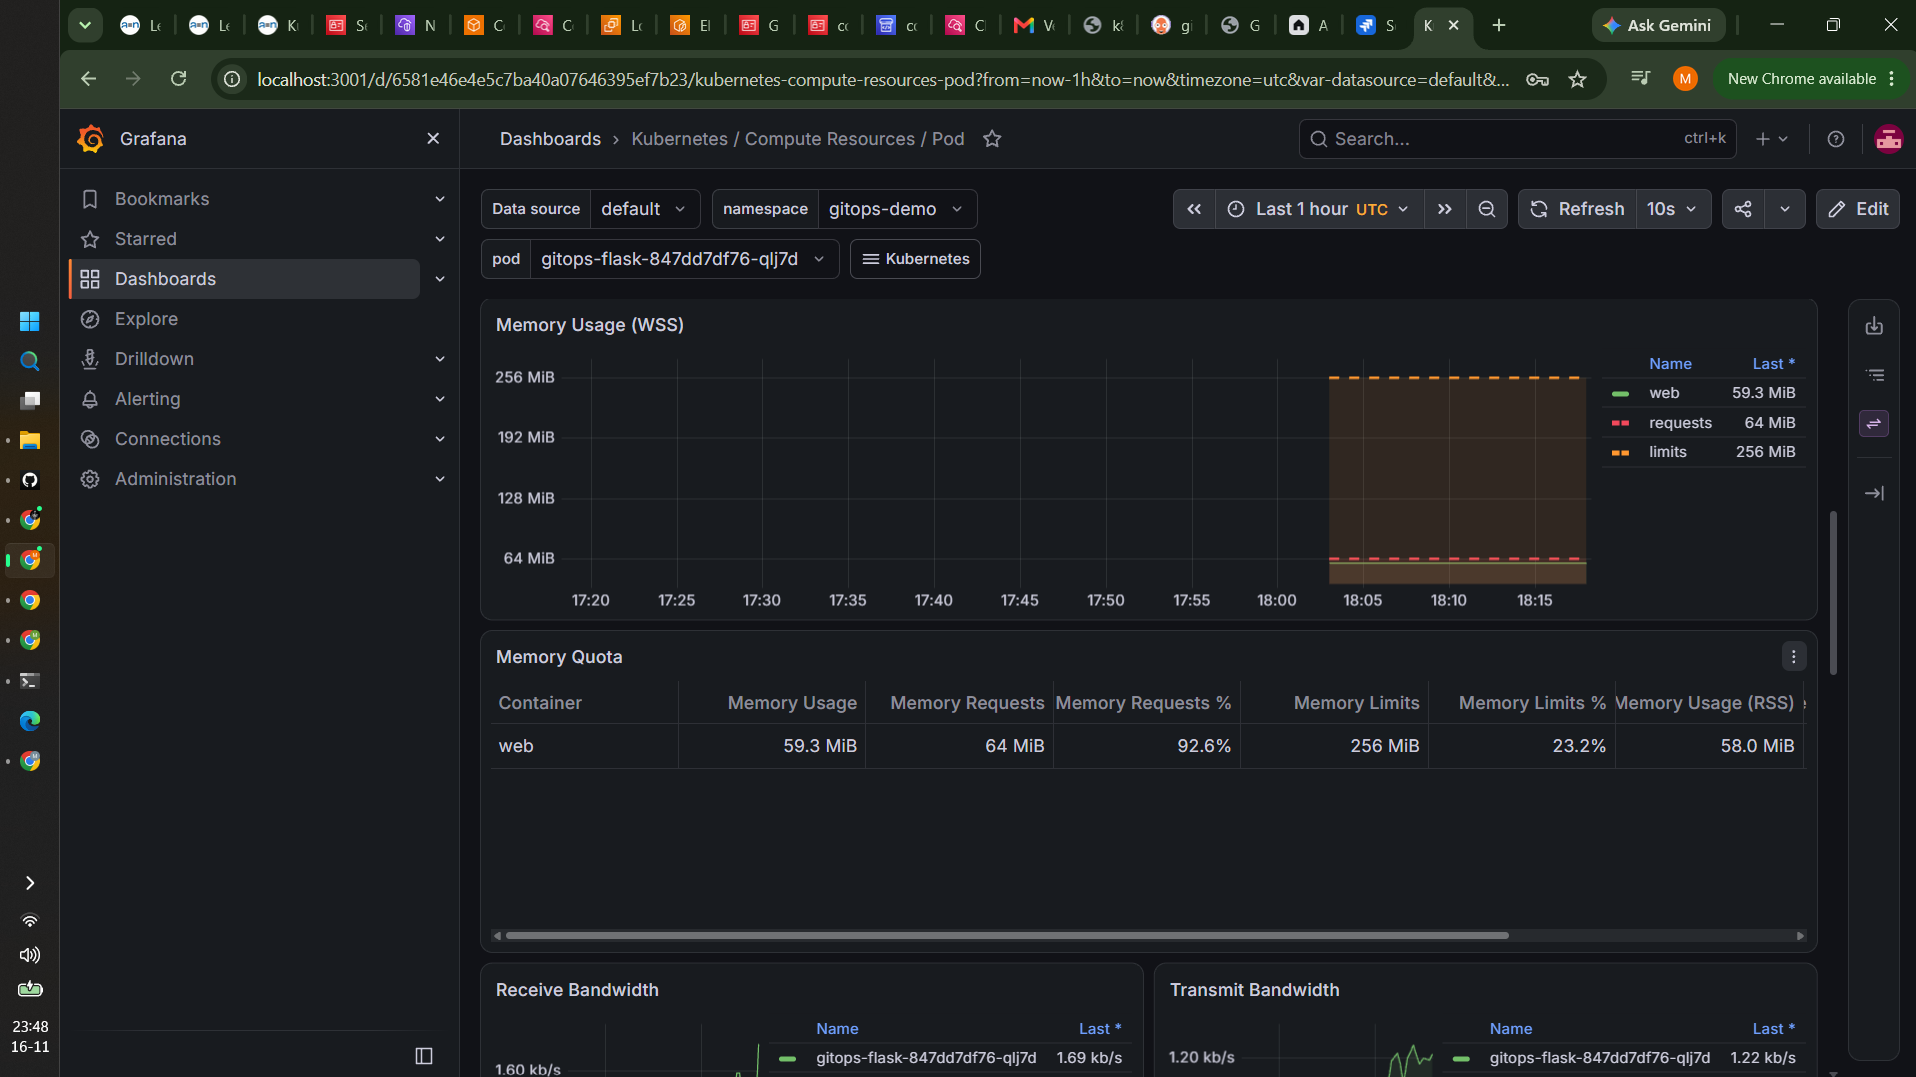 Le
Le
K
S
N
C
C
L
El
G
cc
cc
C
V
k8
gi
G
A
S
K
Ask Gemini
localhost:3001/d/6581e46e4e5c7ba40a07646395ef7b23/kubernetes-compute-resources-pod?from=now-1h&to=now&timezone=utc&var-datasource=default&...
M
New Chrome available
Grafana
Dashboards › Kubernetes / Compute Resources / Pod
Search...
ctrl+k
Bookmarks
Starred
Dashboards
Explore
Drilldown
Alerting
Connections
Administration
Data source default
namespace gitops-demo
Last 1 hour UTC
Refresh
10s
Edit
pod gitops-flask-847dd7df76-qlj7d
Kubernetes
Memory Usage (WSS)
256 MiB
192 MiB
128 MiB
64 MiB
17:20 17:25 17:30 17:35 17:40 17:45 17:50 17:55 18:00 18:05 18:10 18:15
Name Last *
web 59.3 MiB
requests 64 MiB
limits 256 MiB
Memory Quota
Container Memory Usage Memory Requests Memory Requests % Memory Limits Memory Limits % Memory Usage (RSS)
web 59.3 MiB 64 MiB 92.6% 256 MiB 23.2% 58.0 MiB
Receive Bandwidth
Name Last *
gitops-flask-847dd7df76-qlj7d 1.69 kb/s
1.60 kb/s
Transmit Bandwidth
Name Last *
1.20 kb/s
gitops-flask-847dd7df76-qlj7d 1.22 kb/s
23:48
16-11